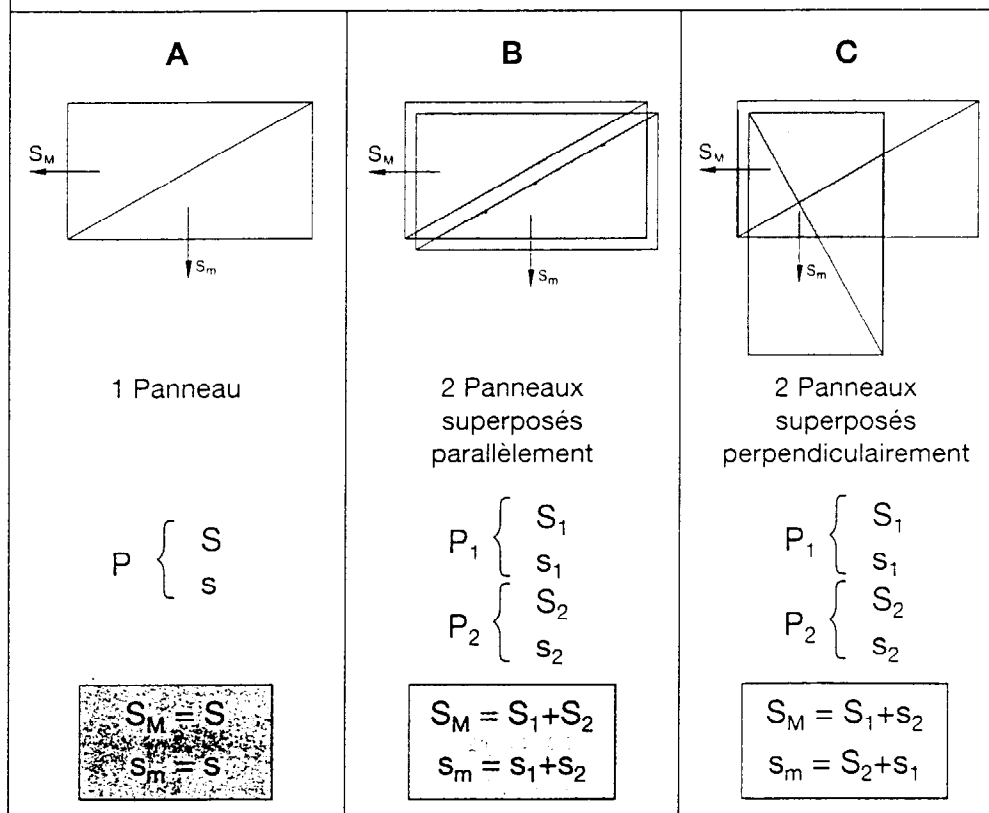 A
S_M
s_m
1 Panneau
P { S
s
S_M = S
s_m = s
B
S_M
s_m
2 Panneaux
superposés
parallèlement
P_1 { S_1
s_1
P_2 { S_2
s_2
S_M = S_1+S_2
s_m = s_1+s_2
C
S_M
s_m
2 Panneaux
superposés
perpendiculairement
P_1 { S_1
s_1
P_2 { S_2
s_2
S_M = S_1+s_2
s_m = S_2+s_1